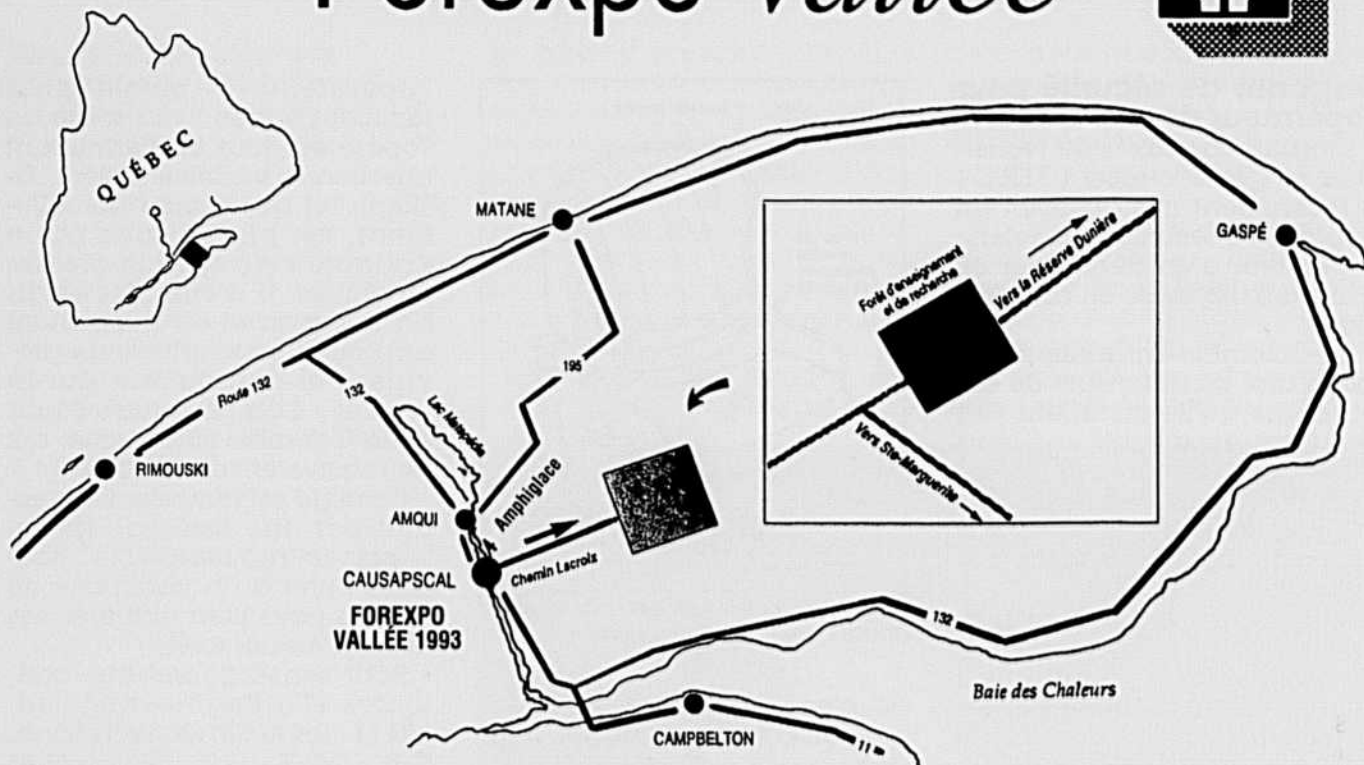 Forexpo Vallée
QUÉBEC
MATANE
GASPÉ
Forêt d'enseignement
et de recherche
Vers la Réserve Dunière
195
Route 132
132
Lac Matapédia
RIMOUSKI
Vers Ste-Marguerite
AMQUI
Amphiglace
CAUSAPSCAL
Chemin Lacroix
FOREXPO
VALLÉE 1993
132
Baie des Chaleurs
CAMPBELTON
11